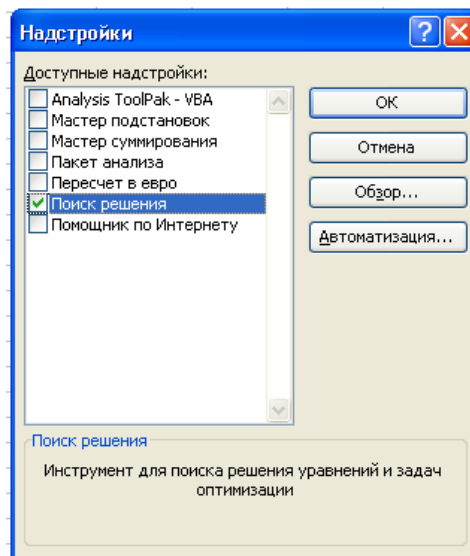 Надстройки
Доступные надстройки:
Analysis ToolPak - VBA
Мастер подстановок
Мастер суммирования
Пакет анализа
Пересчет в евро
Поиск решения
Помощник по Интернету
ОК
Отмена
Обзор...
Автоматизация...
Поиск решения
Инструмент для поиска решения уравнений и задач
оптимизации